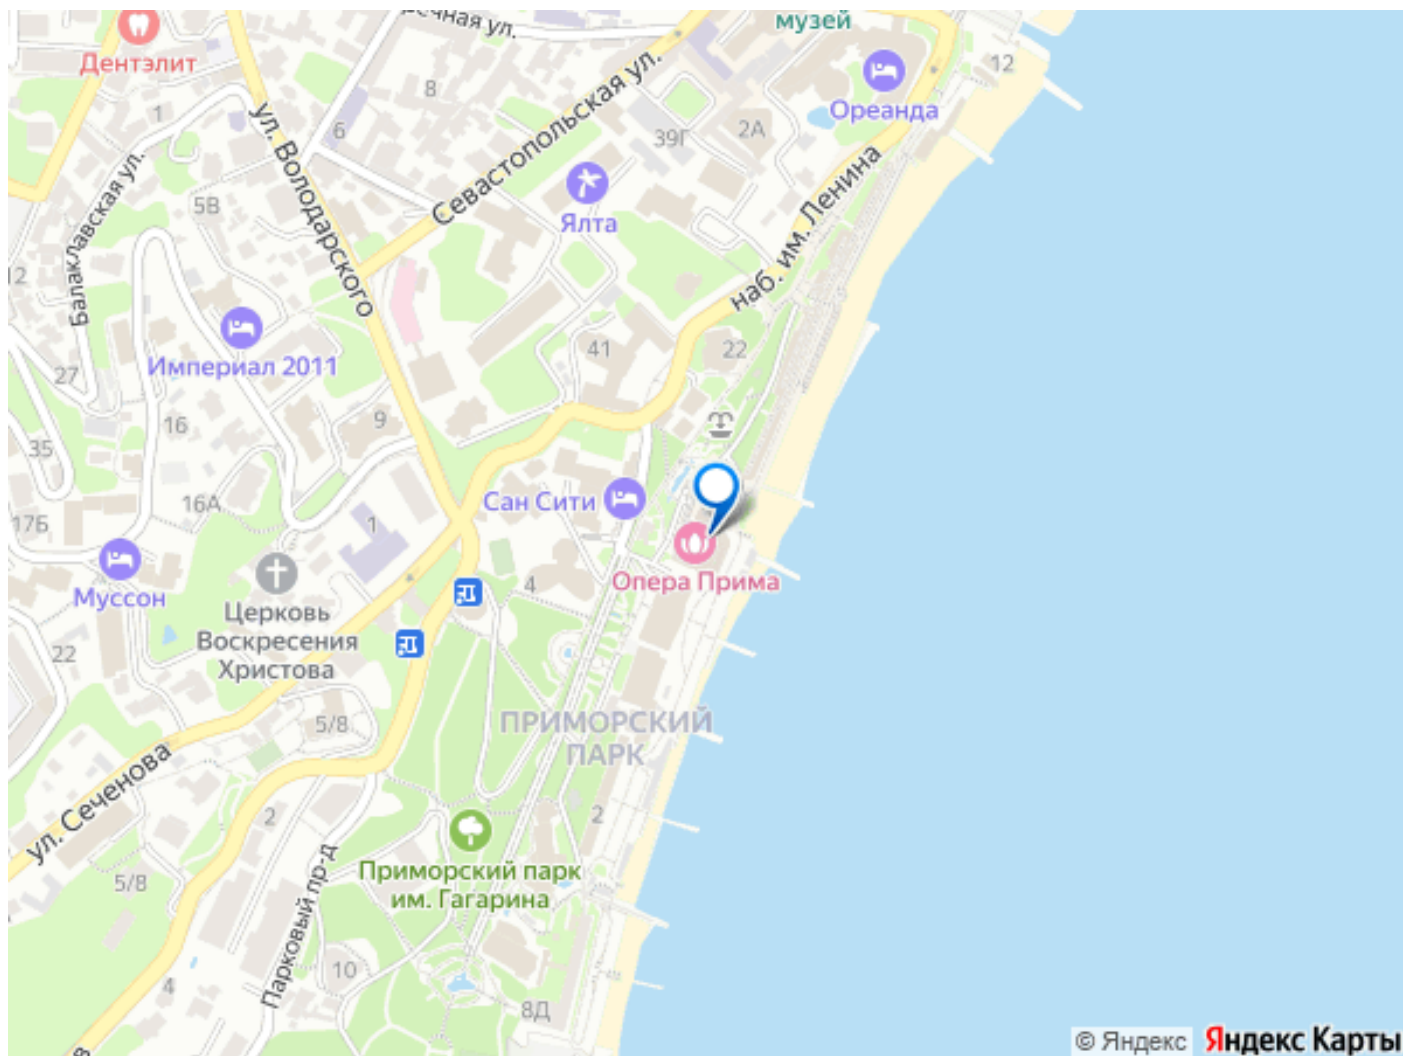 музей
Дентэлит
12
8
1
Ореанда
ул. Володарского
6
Севастопольская ул.
39Г
2А
Балаклавская ул.
5В
Ялта
наб. им. Ленина
12
Империал 2011
41
22
27
16
9
35
16А
Сан Сити
17Б
1
Опера Прима
4
Муссон
Церковь
Воскресения
Христова
22
5/8
ПРИМОРСКИЙ
ПАРК
ул. Сеченова
2
2
Приморский парк
им. Гагарина
5/8
Парковый пр-д
10
4
8Д
© Яндекс Яндекс Карты